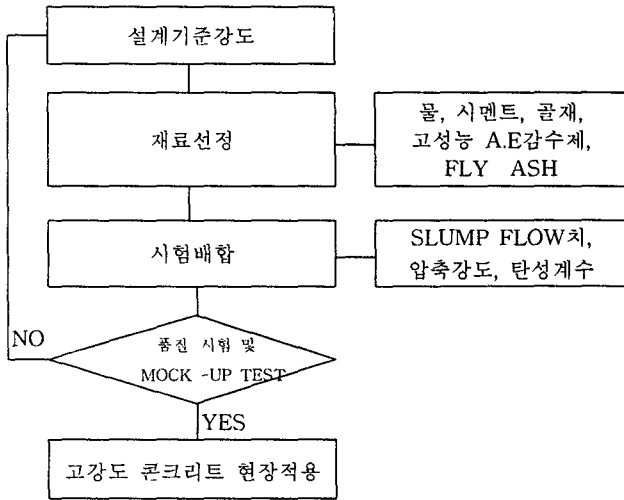 설계기준강도
재료선정
물, 시멘트, 골재,
고성능 A.E감수제,
FLY ASH
시험배합
SLUMP FLOW치,
압축강도, 탄성계수
NO
품질 시험 및
MOCK -UP TEST
YES
고강도 콘크리트 현장적용